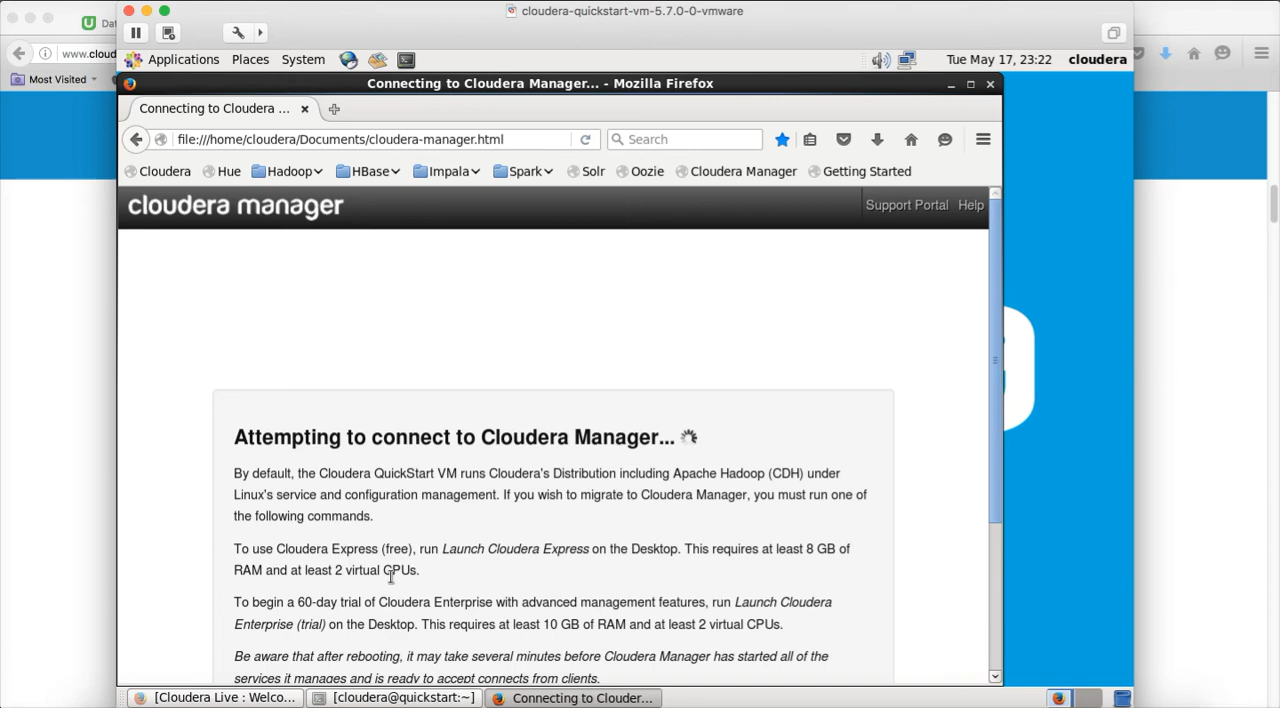 cloudera-quickstart-vm-5.7.0-0-vmware
Dat
www.cloud
Most Visited
Applications Places System
Tue May 17, 23:22 cloudera
Connecting to Cloudera Manager... - Mozilla Firefox
Connecting to Cloudera ...
file:///home/cloudera/Documents/cloudera-manager.html
Search
Cloudera Hue Hadoop HBase Impala Spark Solr Oozie Cloudera Manager Getting Started
cloudera manager
Support Portal Help
Attempting to connect to Cloudera Manager...
By default, the Cloudera QuickStart VM runs Cloudera's Distribution including Apache Hadoop (CDH) under
Linux's service and configuration management. If you wish to migrate to Cloudera Manager, you must run one of
the following commands.
To use Cloudera Express (free), run Launch Cloudera Express on the Desktop. This requires at least 8 GB of
RAM and at least 2 virtual CPUs.
To begin a 60-day trial of Cloudera Enterprise with advanced management features, run Launch Cloudera
Enterprise (trial) on the Desktop. This requires at least 10 GB of RAM and at least 2 virtual CPUs.
Be aware that after rebooting, it may take several minutes before Cloudera Manager has started all of the
services it manages and is ready to accept connects from clients.
[Cloudera Live : Welco... [cloudera@quickstart:~] Connecting to Clouder...